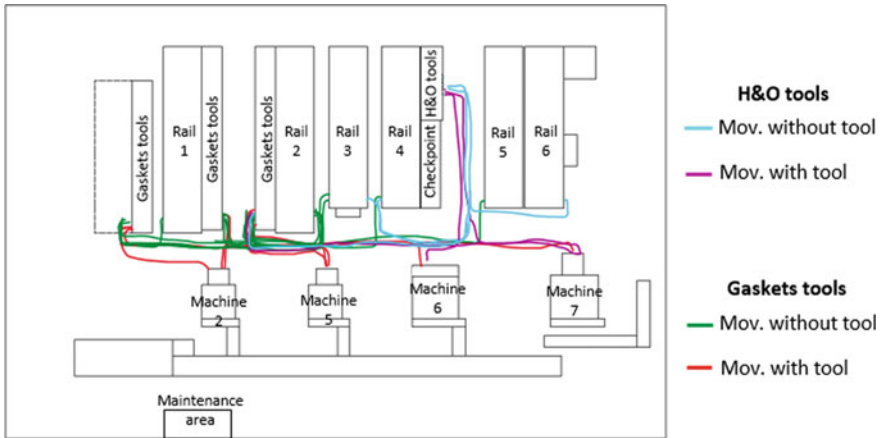 Gaskets tools
Rail
1
Gaskets tools
Gaskets tools
Rail
2
Rail
3
Rail
4
Checkpoint
H&O tools
Rail
5
Rail
6
Machine
2
Machine
5
Machine
6
Machine
7
Maintenance
area
H&O tools
Mov. without tool
Mov. with tool
Gaskets tools
Mov. without tool
Mov. with tool